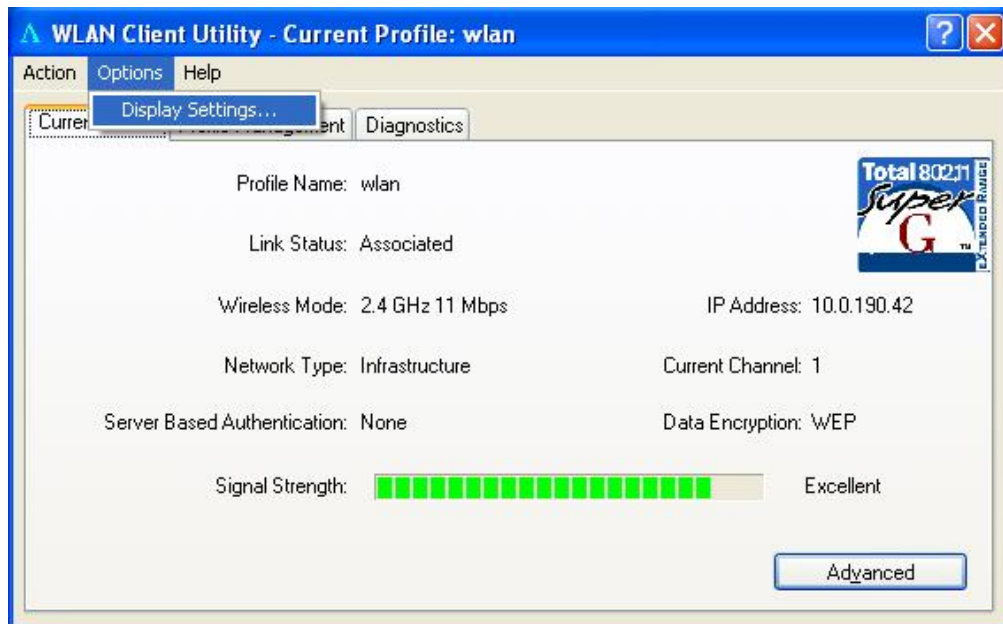 WLAN Client Utility - Current Profile: wlan
Action Options Help
Display Settings...
Diagnostics
Profile Name: wlan
Link Status: Associated
Wireless Mode: 2.4 GHz 11 Mbps
IP Address: 10.0.190.42
Network Type: Infrastructure
Current Channel: 1
Server Based Authentication: None
Data Encryption: WEP
Signal Strength:
Excellent
Advanced
Total 802.11
Super
G
TM
EXTENDED RANGE